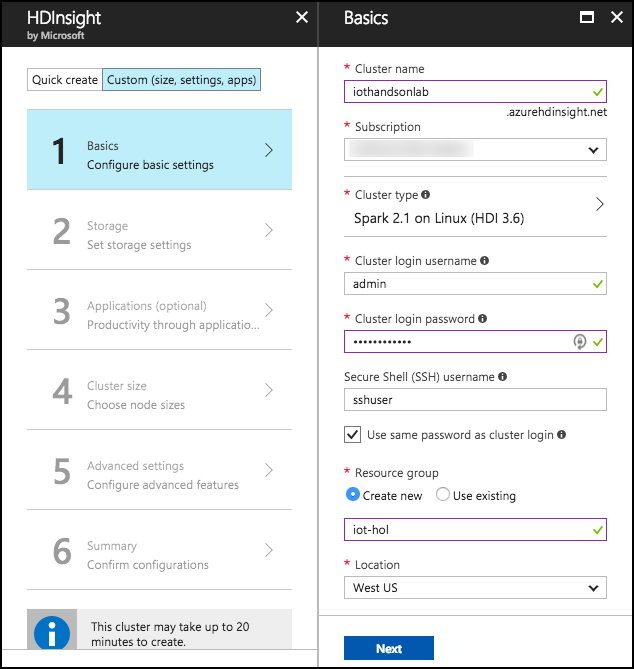 HDInsight
by Microsoft
Quick create
Custom (size, settings, apps)
1
Basics
Configure basic settings
2
Storage
Set storage settings
3
Applications (optional)
Productivity through applicatio...
4
Cluster size
Choose node sizes
5
Advanced settings
Configure advanced features
6
Summary
Confirm configurations
This cluster may take up to 20
minutes to create.
Basics
* Cluster name
iothandsonlab
.azurehdinsight.net
* Subscription
* Cluster type
Spark 2.1 on Linux (HDI 3.6)
* Cluster login username
admin
* Cluster login password
••••••••••••
Secure Shell (SSH) username
sshuser
Use same password as cluster login
* Resource group
Create new
Use existing
iot-hol
* Location
West US
Next